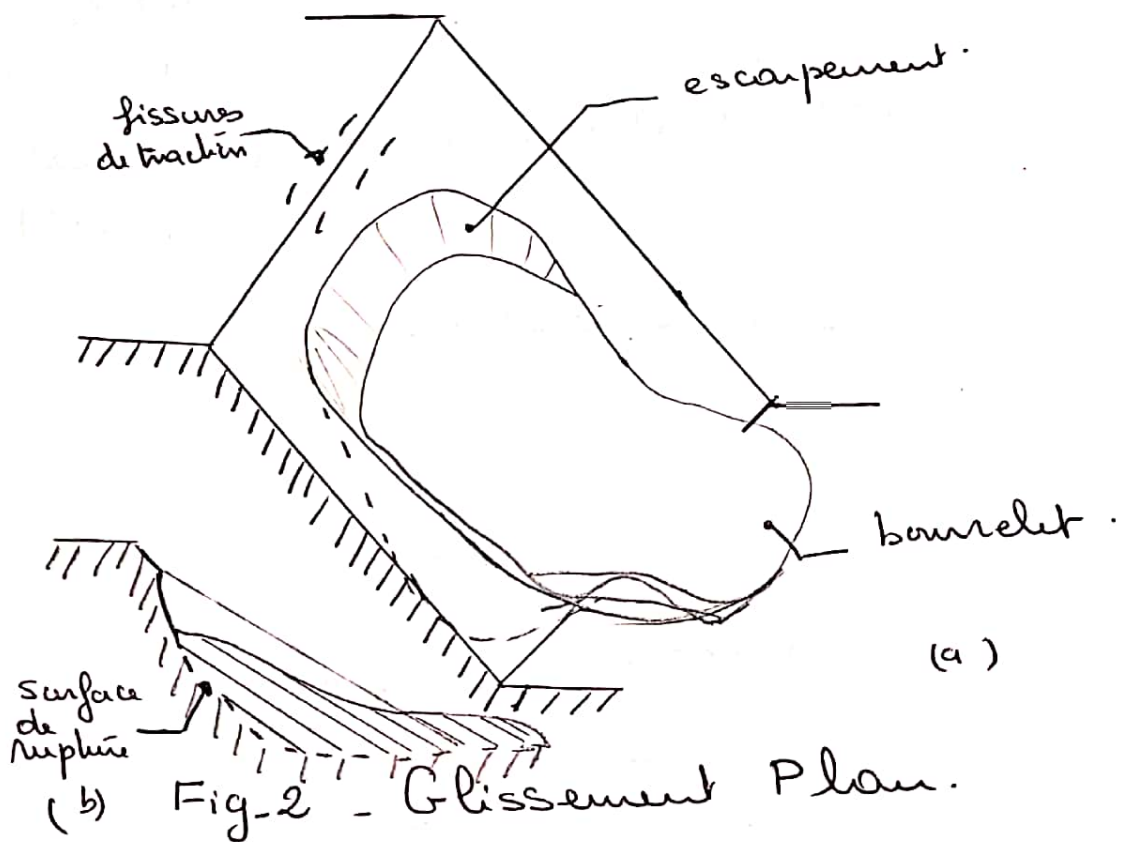 fissures
de traction
escarpement.
bourrelet.
(a)
surface
de
rupture
(b) Fig-2 - Glissement Plan.